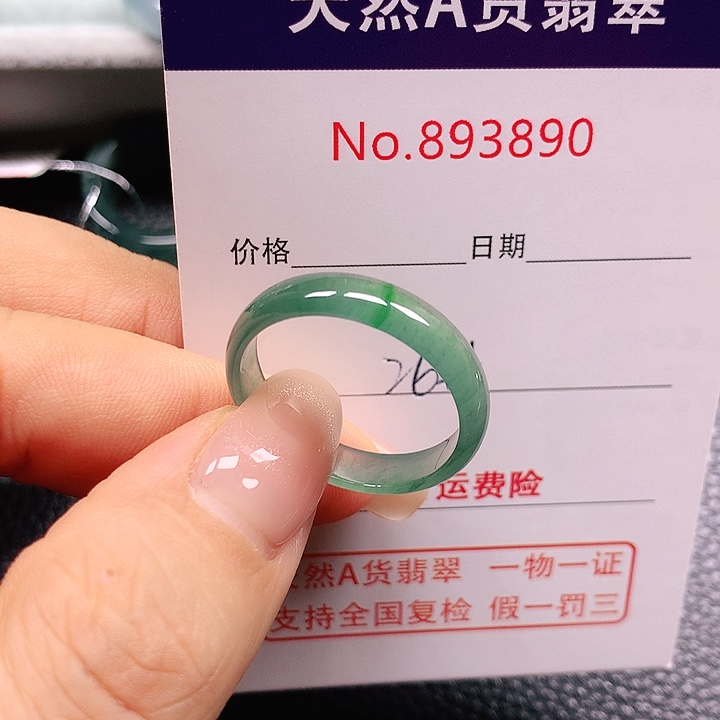 天然A货翡翠
No.893890
价格 日期
运费险
然A货翡翠 一物一证
支持全国复检 假一罚三